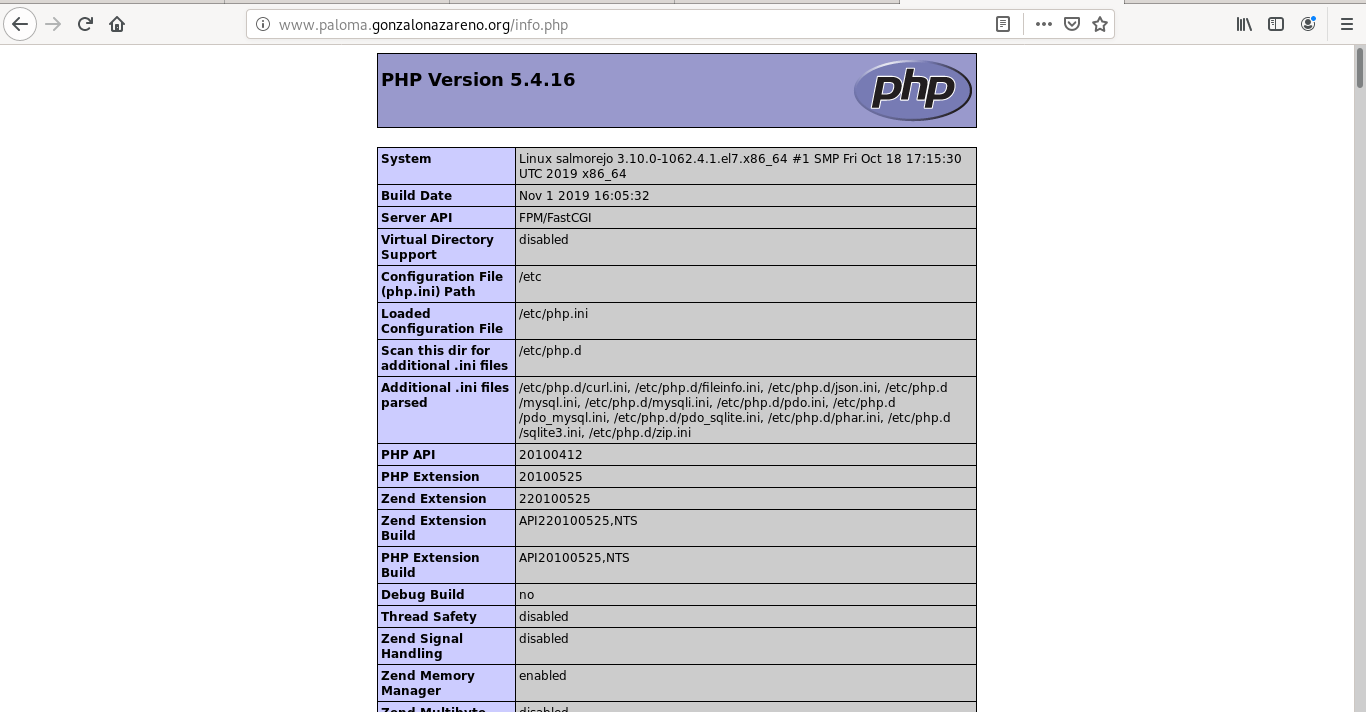 www.paloma.gonzalonazareno.org/info.php
PHP Version 5.4.16
php
System
Linux salmorejo 3.10.0-1062.4.1.el7.x86_64 #1 SMP Fri Oct 18 17:15:30
UTC 2019 x86_64
Build Date
Nov 1 2019 16:05:32
Server API
FPM/FastCGI
Virtual Directory
Support
disabled
Configuration File
(php.ini) Path
/etc
Loaded
Configuration File
/etc/php.ini
Scan this dir for
additional .ini files
/etc/php.d
Additional .ini files
parsed
/etc/php.d/curl.ini, /etc/php.d/fileinfo.ini, /etc/php.d/json.ini, /etc/php.d
/mysql.ini, /etc/php.d/mysqli.ini, /etc/php.d/pdo.ini, /etc/php.d
/pdo_mysql.ini, /etc/php.d/pdo_sqlite.ini, /etc/php.d/phar.ini, /etc/php.d
/sqlite3.ini, /etc/php.d/zip.ini
PHP API
20100412
PHP Extension
20100525
Zend Extension
220100525
Zend Extension
Build
API220100525,NTS
PHP Extension
Build
API20100525,NTS
Debug Build
no
Thread Safety
disabled
Zend Signal
Handling
disabled
Zend Memory
Manager
enabled
Zend Multibyte
disabled